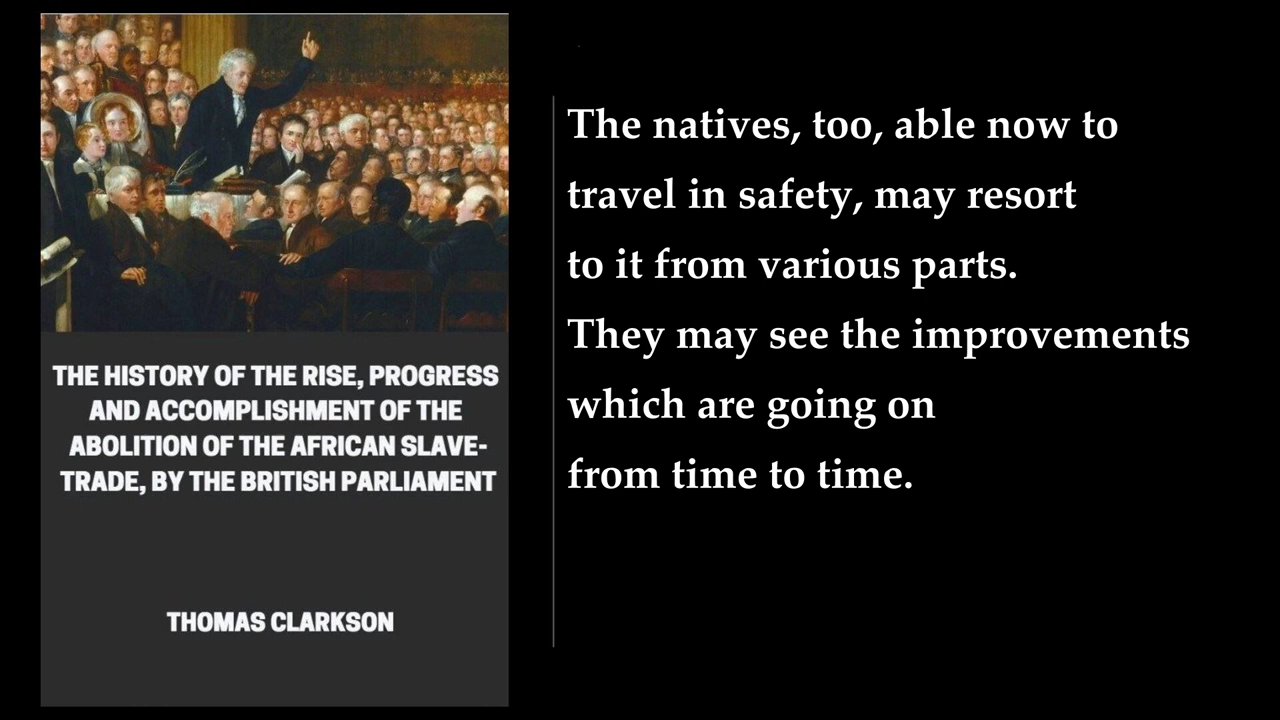 THE HISTORY OF THE RISE, PROGRESS
AND ACCOMPLISHMENT OF THE
ABOLITION OF THE AFRICAN SLAVE-
TRADE, BY THE BRITISH PARLIAMENT
THOMAS CLARKSON
The natives, too, able now to
travel in safety, may resort
to it from various parts.
They may see the improvements
which are going on
from time to time.